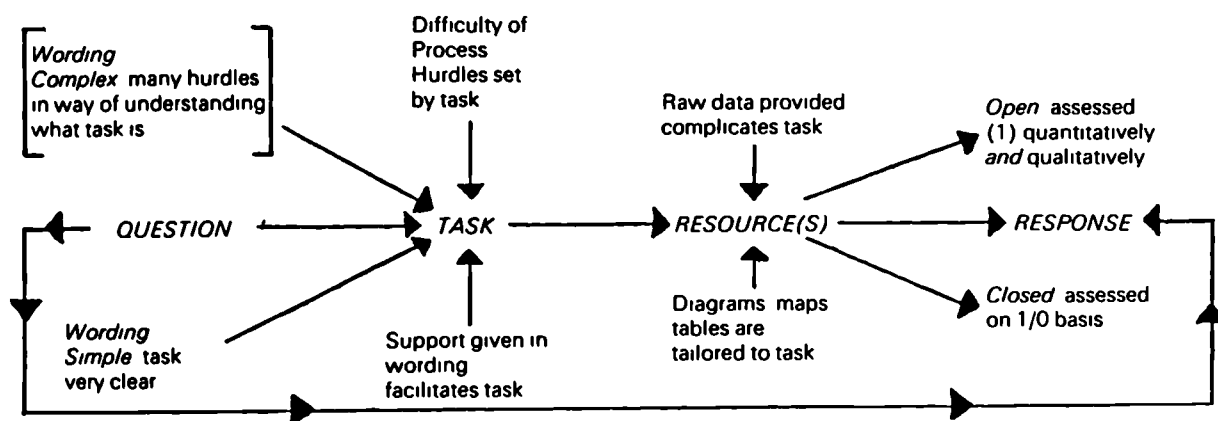 Wording
Complex many hurdles
in way of understanding
what task is
Difficulty of
Process
Hurdles set
by task
Raw data provided
complicates task
Open assessed
(1) quantitatively
and qualitatively
QUESTION
TASK
RESOURCE(S)
RESPONSE
Wording
Simple task
very clear
Support given in
wording
facilitates task
Diagrams maps
tables are
tailored to task
Closed assessed
on 1/0 basis